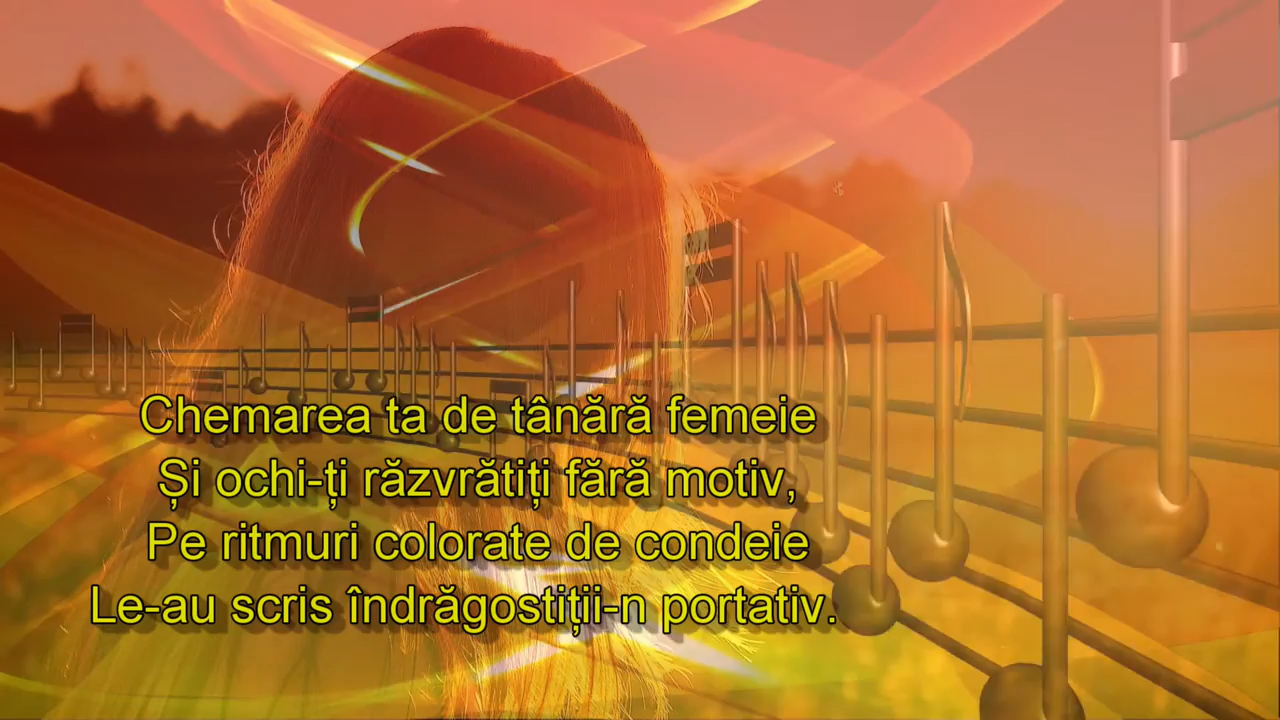 Chemarea ta de tânără femeie
Și ochi-ți răzvrătiți fără motiv,
Pe ritmuri colorate de condeie
Le-au scris îndrăgostiții-n portativ.